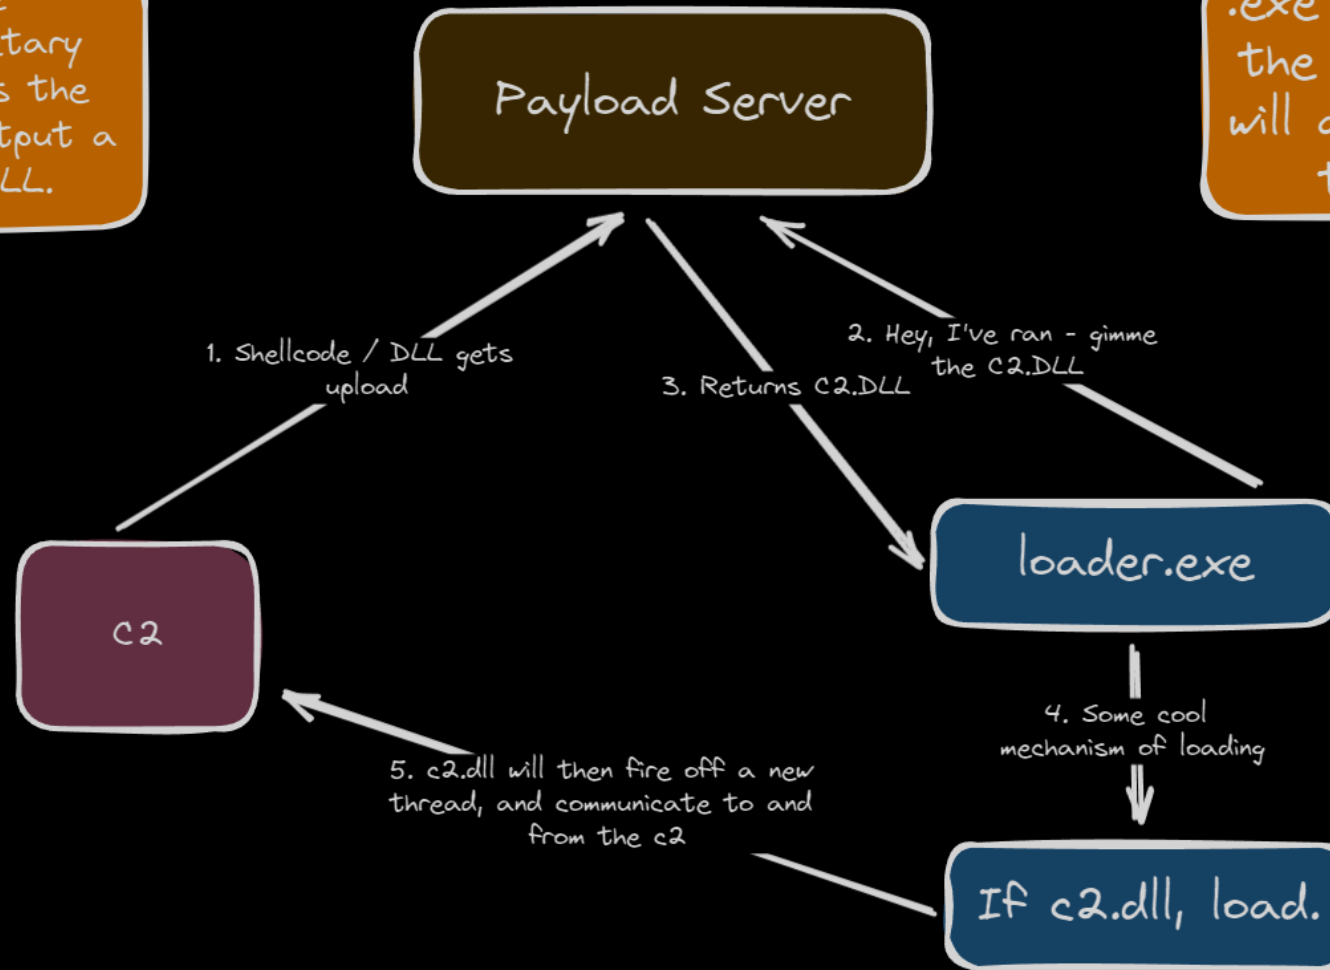 tary
s the
tput a
LL.
Payload Server
.exe
the
will
1. Shellcode / DLL gets
upload
2. Hey, I've ran - gimme
the C2.DLL
3. Returns C2.DLL
loader.exe
C2
4. Some cool
mechanism of loading
5. c2.dll will then fire off a new
thread, and communicate to and
from the c2
If c2.dll, load.